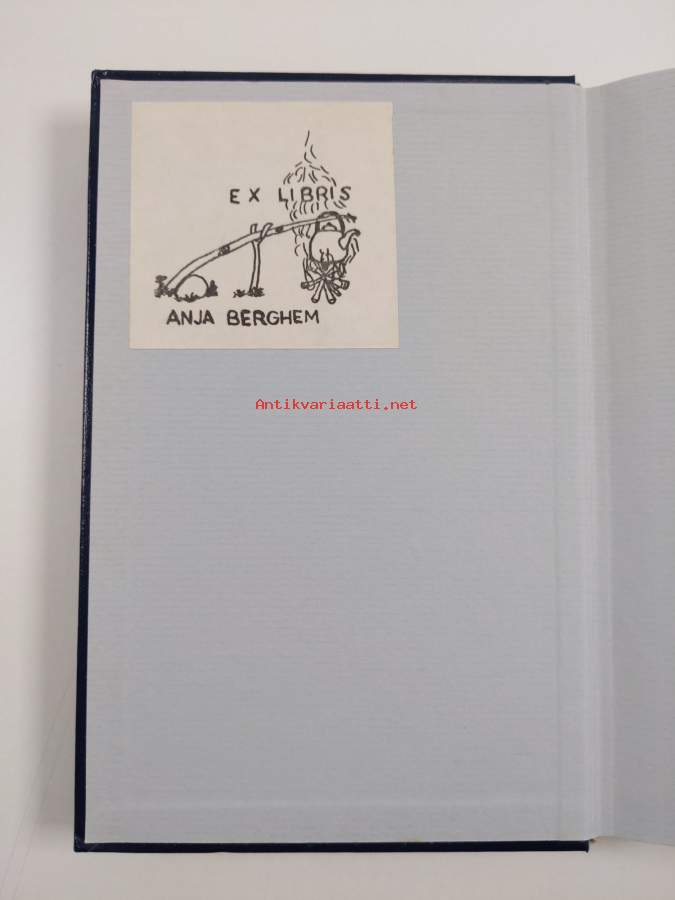 EX LIBRIS
ANJA BERGHEM
Antikvariaatti.net